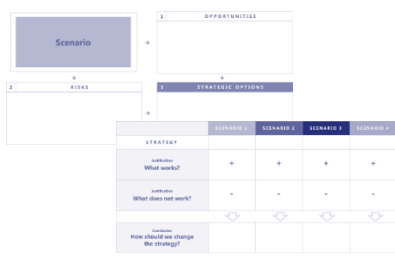 1 OPPORTUNITIES
Scenario
2 RISKS
3 STRATEGIC OPTIONS
SCENARIO 1 SCENARIO 2 SCENARIO 3 SCENARIO 4
STRATEGY
Justification
What works? + + + +
Justification
What does not work? - - - -
Conclusion
How should we change
the strategy?